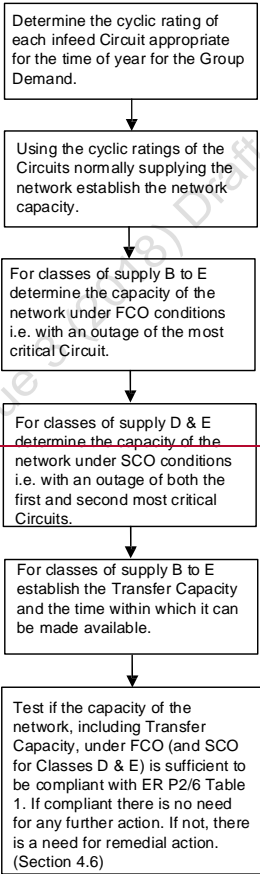 Determine the cyclic rating of
each infeed Circuit appropriate
for the time of year for the Group
Demand.
Using the cyclic ratings of the
Circuits normally supplying the
network establish the network
capacity.
For classes of supply B to E
determine the capacity of the
network under FCO conditions
i.e. with an outage of the most
critical Circuit.
For classes of supply D & E
determine the capacity of the
network under SCO conditions
i.e. with an outage of both the
first and second most critical
Circuits.
For classes of supply B to E
establish the Transfer Capacity
and the time within which it can
be made available.
Test if the capacity of the
network, including Transfer
Capacity, under FCO (and SCO
for Classes D & E) is sufficient to
be compliant with ER P2/6 Table
1. If compliant there is no need
for any further action. If not, there
is a need for remedial action.
(Section 4.6)
ue 3 (2018) Draft